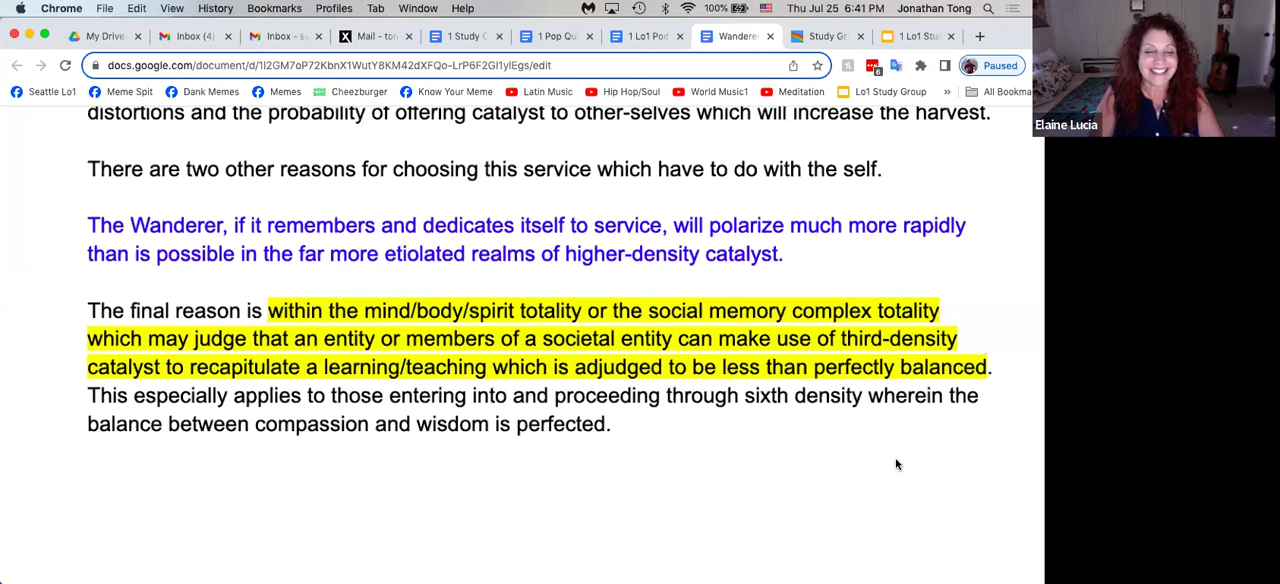 Chrome File Edit View History Bookmarks Profiles Tab Window Help 100% Thu Jul 25 6:41 PM Jonathan Tong
My Drive Inbox (4) Inbox - s Mail - to 1 Study C 1 Pop Qu 1 Lo1 Pod Wandere Study Gr 1 Lo1 Stu
docs.google.com/document/d/ /edit 6 Paused
Seattle Lo1 Meme Spit Dank Memes Memes Cheezburger Know Your Meme Latin Music Hip Hop/Soul World Music1 Meditation Lo1 Study Group » All Bookma
Elaine Lucia
distortions and the probability of offering catalyst to other-selves which will increase the harvest.
There are two other reasons for choosing this service which have to do with the self.
The Wanderer, if it remembers and dedicates itself to service, will polarize much more rapidly
than is possible in the far more etiolated realms of higher-density catalyst.
The final reason is within the mind/body/spirit totality or the social memory complex totality
which may judge that an entity or members of a societal entity can make use of third-density
catalyst to recapitulate a learning/teaching which is adjudged to be less than perfectly balanced.
This especially applies to those entering into and proceeding through sixth density wherein the
balance between compassion and wisdom is perfected.